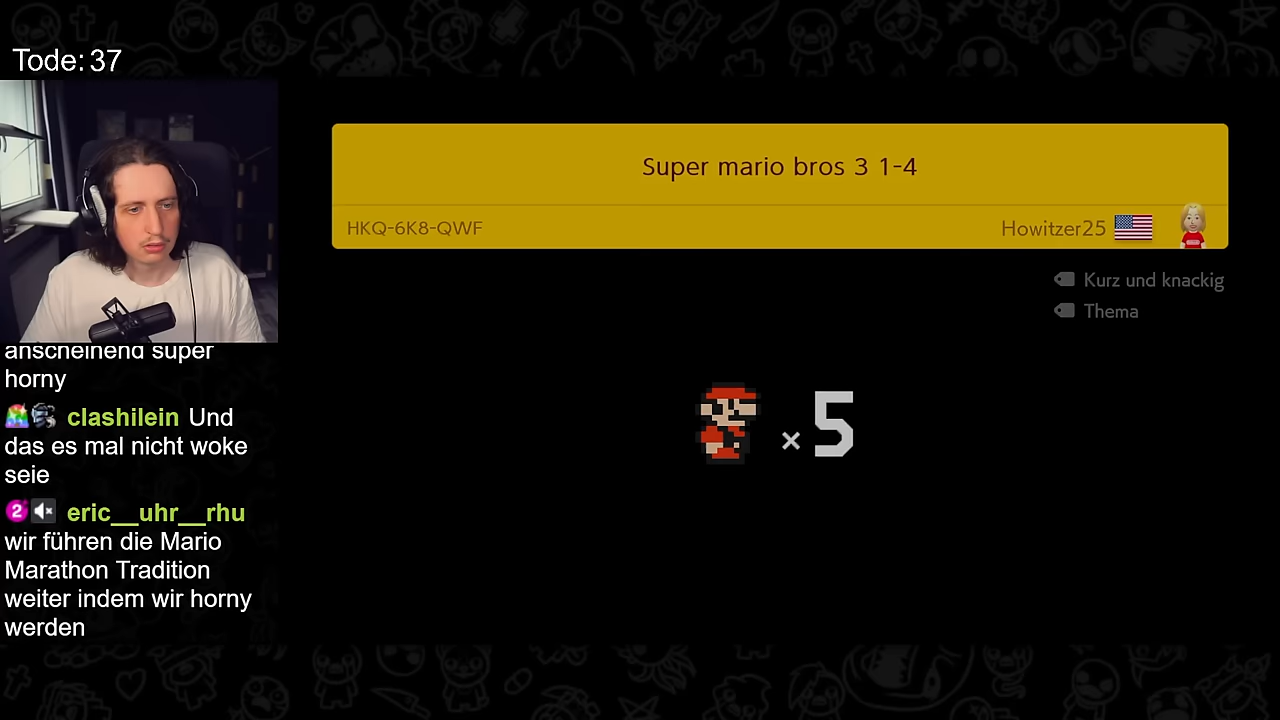 Tode: 37
Super mario bros 3 1-4
HKQ-6K8-QWF
Howitzer25
Kurz und knackig
Thema
× 5
anscheinend super
horny
clashilein Und
das es mal nicht woke
seie
2 eric__uhr__rhu
wir führen die Mario
Marathon Tradition
weiter indem wir horny
werden